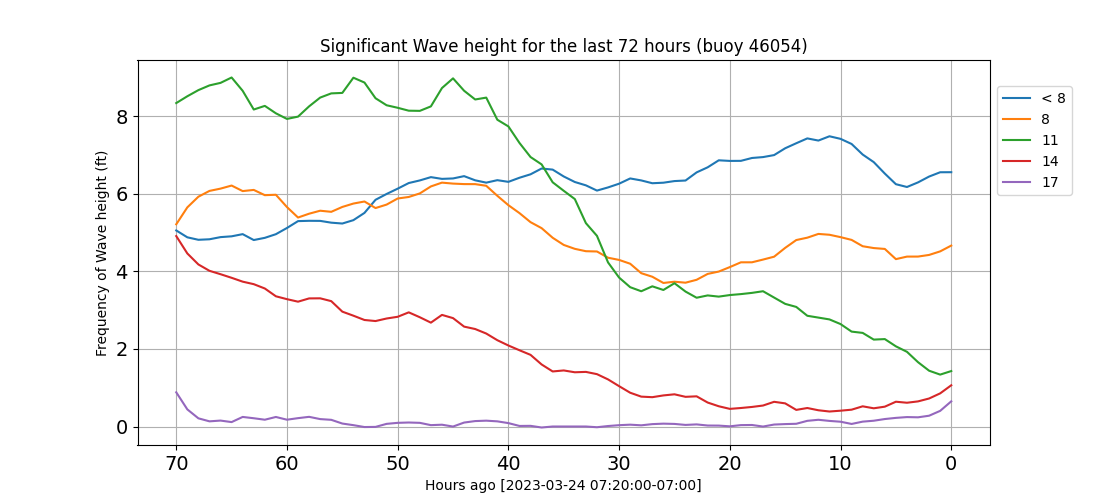 Significant Wave height for the last 72 hours (buoy 46054)
Frequency of Wave height (ft)
8
6
4
2
0
70 60 50 40 30 20 10 0
Hours ago [2023-03-24 07:20:00-07:00]
< 8
8
11
14
17